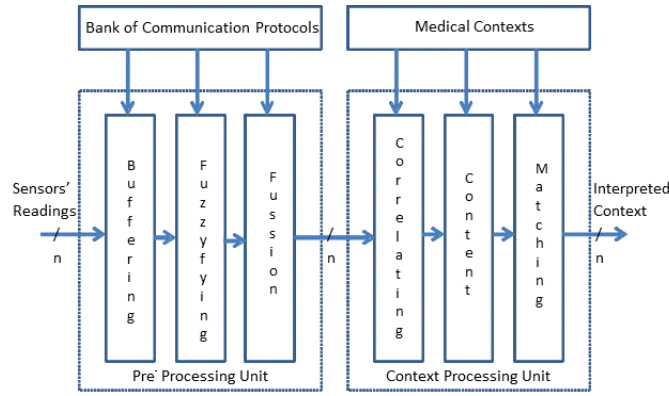 Bank of Communication Protocols
Medical Contexts
Sensors'
Readings
n
Buffering
Fuzzyfying
Fussion
n
Correlating
Content
Matching
Interpreted
Context
n
Pre- Processing Unit
Context Processing Unit